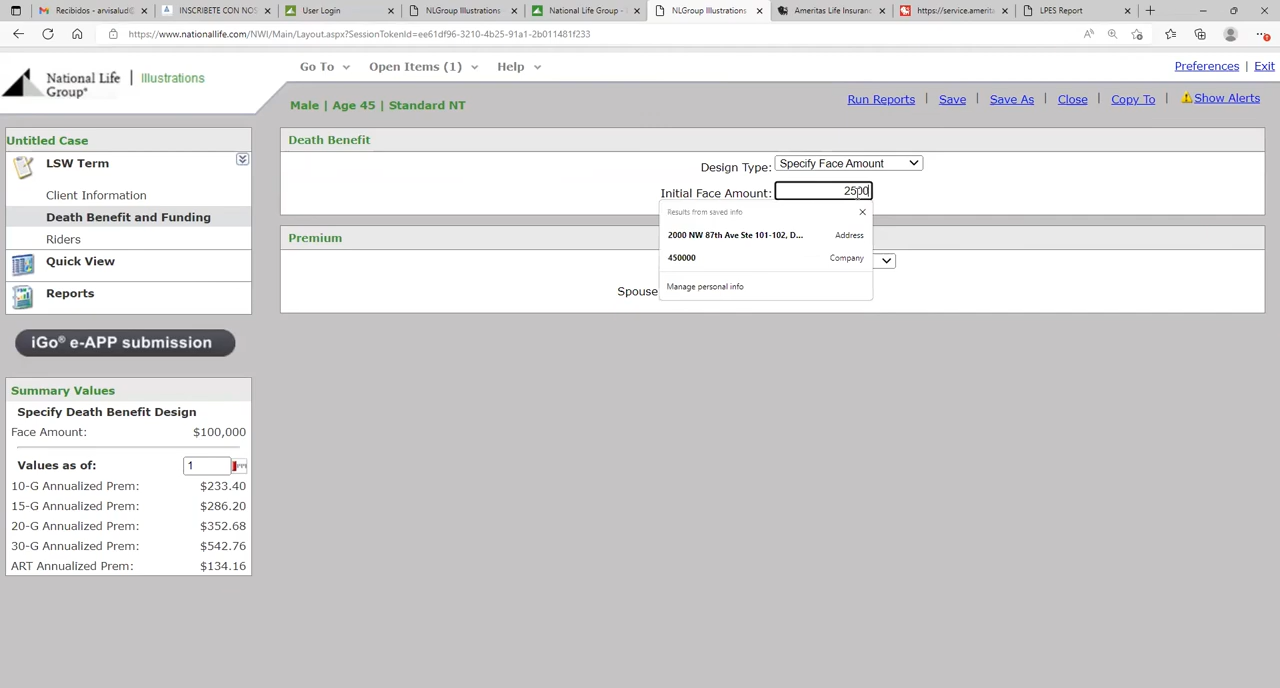 Recibidos - arvisalud@
INSCRIBETE CON NOS
User Login
NLGroup Illustrations
National Life Group -
NLGroup Illustrations
Ameritas Life Insuranc
https://service.amerita
LPES Report
https://www.nationallife.com/NWI/Main/Layout.aspx?SessionTokenId=ee61df96-3210-4b25-91a1-2b011481f233
National Life Group®
Illustrations
Go To
Open Items (1)
Help
Preferences | Exit
Male | Age 45 | Standard NT
Run Reports | Save | Save As | Close | Copy To | Show Alerts
Untitled Case
LSW Term
Client Information
Death Benefit and Funding
Riders
Quick View
Reports
iGo® e-APP submission
Death Benefit
Design Type: Specify Face Amount
Initial Face Amount: 2500
Results from saved info
2000 NW 87th Ave Ste 101-102, D... Address
450000 Company
Manage personal info
Premium
Spouse
Summary Values
Specify Death Benefit Design
Face Amount: $100,000
Values as of: 1
10-G Annualized Prem: $233.40
15-G Annualized Prem: $286.20
20-G Annualized Prem: $352.68
30-G Annualized Prem: $542.76
ART Annualized Prem: $134.16